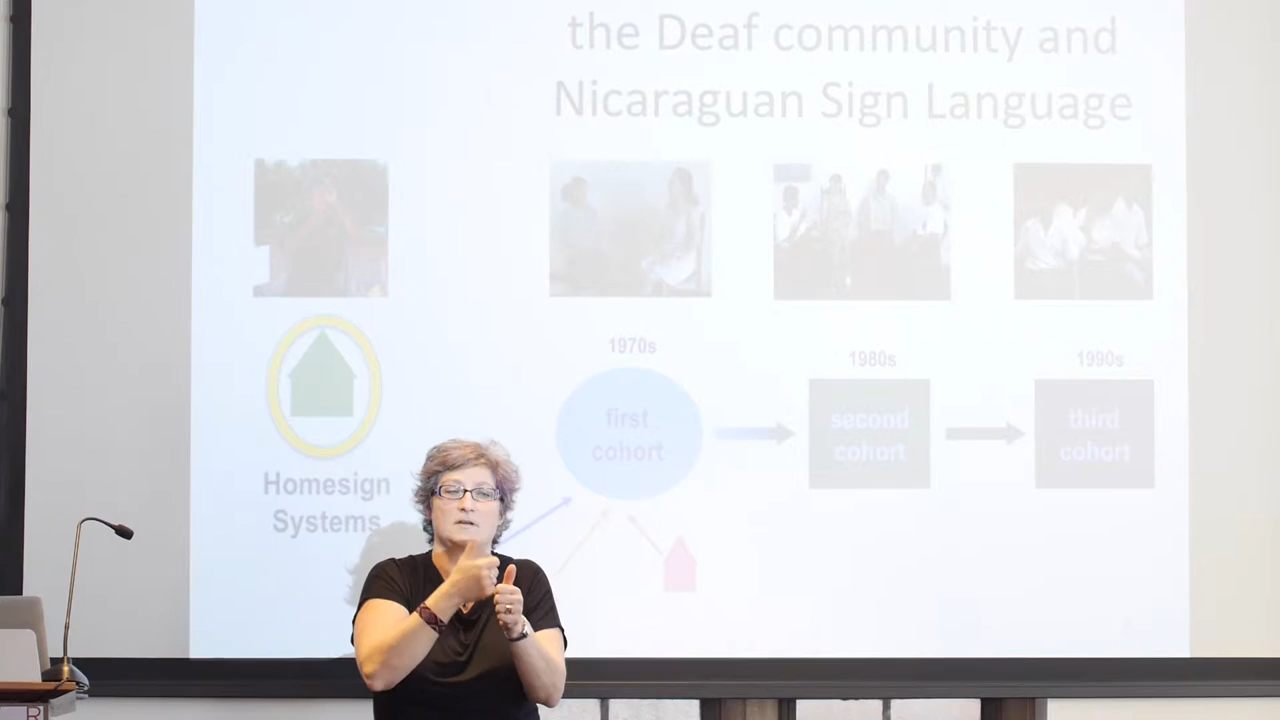 the Deaf community and
Nicaraguan Sign Language
1970s
1980s
1990s
first
cohort
second
cohort
third
cohort
Homesign
Systems
R